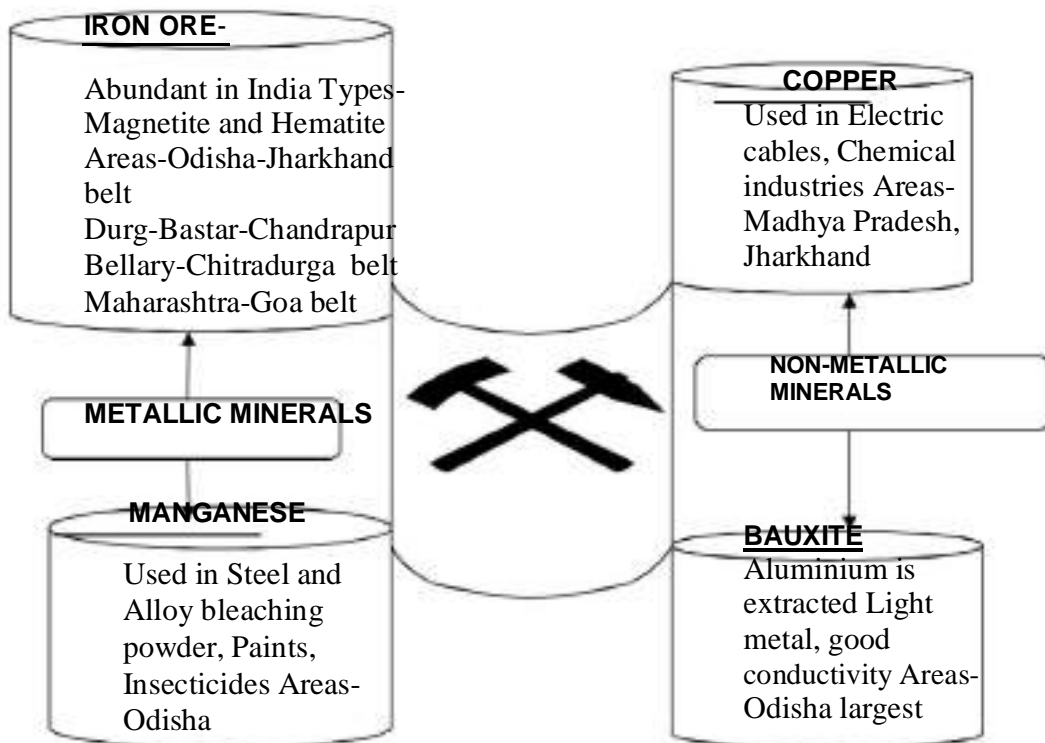 IRON ORE-
Abundant in India Types-
Magnetite and Hematite
Areas-Odisha-Jharkhand
belt
Durg-Bastar-Chandrapur
Bellary-Chitradurga belt
Maharashtra-Goa belt
METALLIC MINERALS
MANGANESE
Used in Steel and
Alloy bleaching
powder, Paints,
Insecticides Areas-
Odisha
COPPER
Used in Electric
cables, Chemical
industries Areas-
Madhya Pradesh,
Jharkhand
NON-METALLIC
MINERALS
BAUXITE
Aluminium is
extracted Light
metal, good
conductivity Areas-
Odisha largest